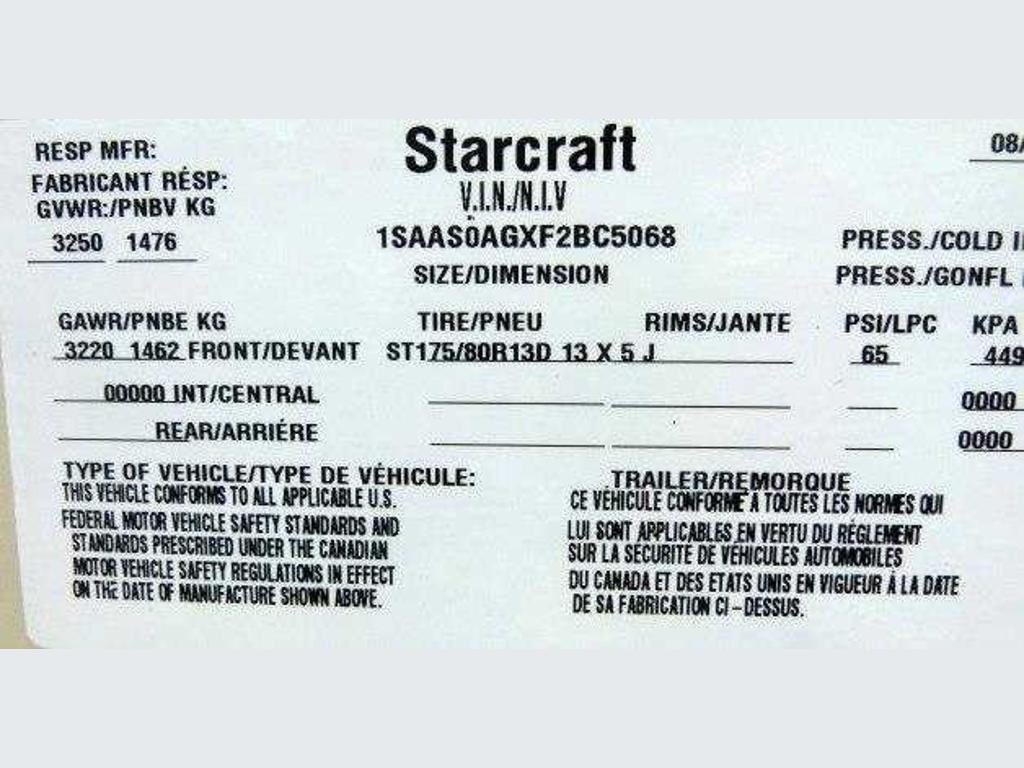 Starcraft
08/
RESP MFR:
FABRICANT RÉSP:
V.I.N./N.I.V
GVWR:/PNBV KG
3250 1476
1SAAS0AGXF2BC5068
PRESS./COLD
SIZE/DIMENSION
PRESS./GONFL
GAWR/PNBE KG TIRE/PNEU RIMS/JANTE PSI/LPC KPA
3220 1462 FRONT/DEVANT ST175/80R13D 13 X 5 J 65 449
00000 INT/CENTRAL 0000
REAR/ARRIÉRE 0000
TYPE OF VEHICLE/TYPE DE VÉHICULE: TRAILER/REMORQUE
THIS VEHICLE CONFORMS TO ALL APPLICABLE U.S.
FEDERAL MOTOR VEHICLE SAFETY STANDARDS AND
STANDARDS PRESCRIBED UNDER THE CANADIAN
MOTOR VEHICLE SAFETY REGULATIONS IN EFFECT
ON THE DATE OF MANUFACTURE SHOWN ABOVE.
CE VÉHICULE CONFORME A TOUTES LES NORMES QUI
LUI SONT APPLICABLES EN VERTU DU RÉGLEMENT
SUR LA SECURITE DE VEHICULES AUTOMOBILES
DU CANADA ET DES ETATS UNIS EN VIGUEUR À LA DATE
DE SA FABRICATION CI-DESSUS.